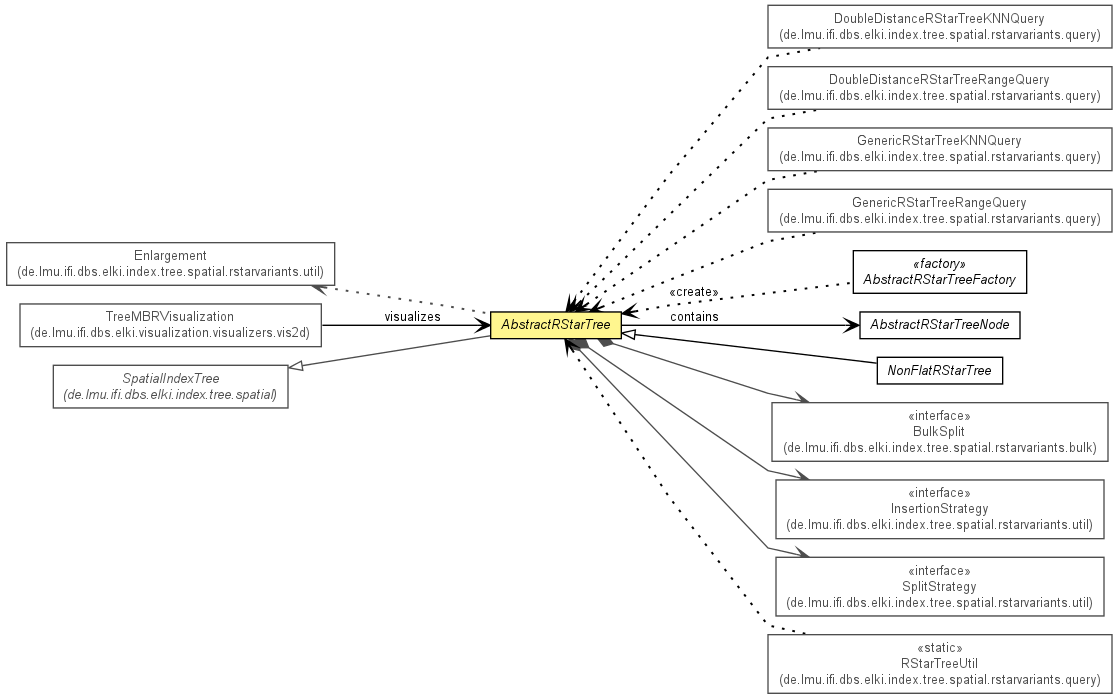 DoubleDistanceRStarTreeKNNQuery
(de.lmu.ifi.dbs.elki.index.tree.spatial.rstarvariants.query)
DoubleDistanceRStarTreeRangeQuery
(de.lmu.ifi.dbs.elki.index.tree.spatial.rstarvariants.query)
GenericRStarTreeKNNQuery
(de.lmu.ifi.dbs.elki.index.tree.spatial.rstarvariants.query)
GenericRStarTreeRangeQuery
(de.lmu.ifi.dbs.elki.index.tree.spatial.rstarvariants.query)
Enlargement
(de.lmu.ifi.dbs.elki.index.tree.spatial.rstarvariants.util)
«factory»
AbstractRStarTreeFactory
«create»
TreeMBRVisualization
(de.lmu.ifi.dbs.elki.visualization.visualizers.vis2d)
visualizes
AbstractRStarTree
contains
AbstractRStarTreeNode
SpatialIndexTree
(de.lmu.ifi.dbs.elki.index.tree.spatial)
NonFlatRStarTree
«interface»
BulkSplit
(de.lmu.ifi.dbs.elki.index.tree.spatial.rstarvariants.bulk)
«interface»
InsertionStrategy
(de.lmu.ifi.dbs.elki.index.tree.spatial.rstarvariants.util)
«interface»
SplitStrategy
(de.lmu.ifi.dbs.elki.index.tree.spatial.rstarvariants.util)
«static»
RStarTreeUtil
(de.lmu.ifi.dbs.elki.index.tree.spatial.rstarvariants.query)